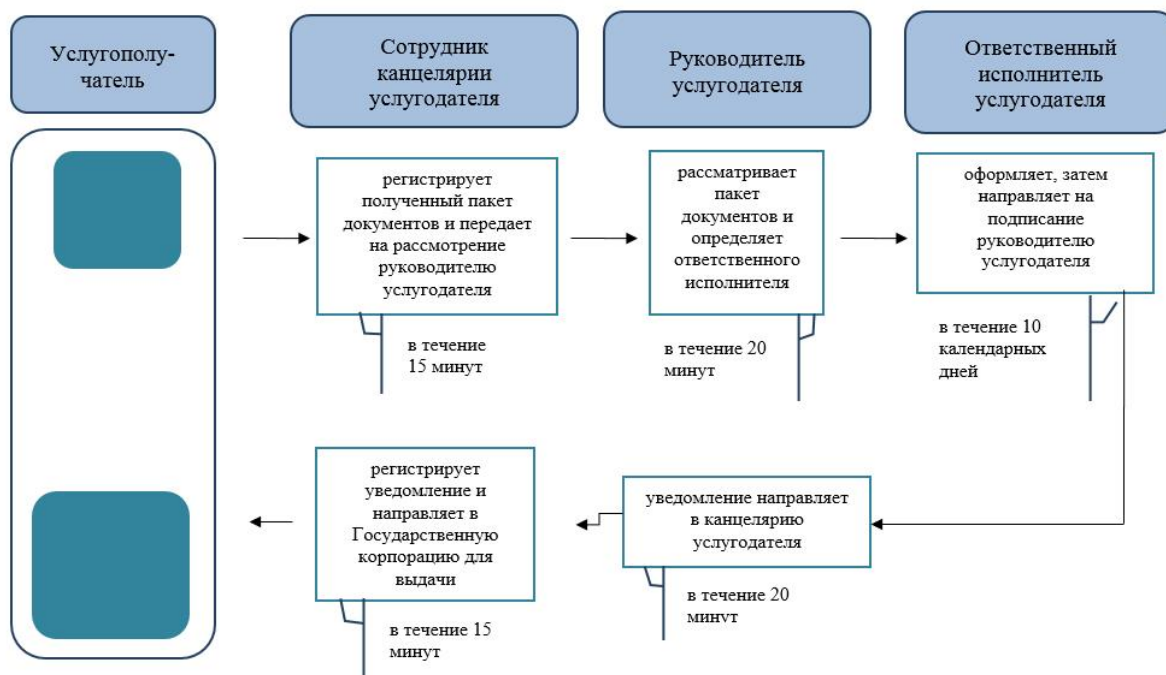 Услугополу-
чатель
Сотрудник
канцелярии
услугодателя
Руководитель
услугодателя
Ответственный
исполнитель
услугодателя
регистрирует
полученный пакет
документов и передает
на рассмотрение
руководителю
услугодателя
рассматривает
пакет
документов и
определяет
ответственного
исполнителя
оформляет, затем
направляет на
подписание
руководителю
услугодателя
в течение
15 минут
в течение 20
минут
в течение 10
календарных
дней
регистрирует
уведомление и
направляет в
Государственную
корпорацию для
выдачи
уведомление направляет
в канцелярию
услугодателя
в течение 15
минут
в течение 20
минут